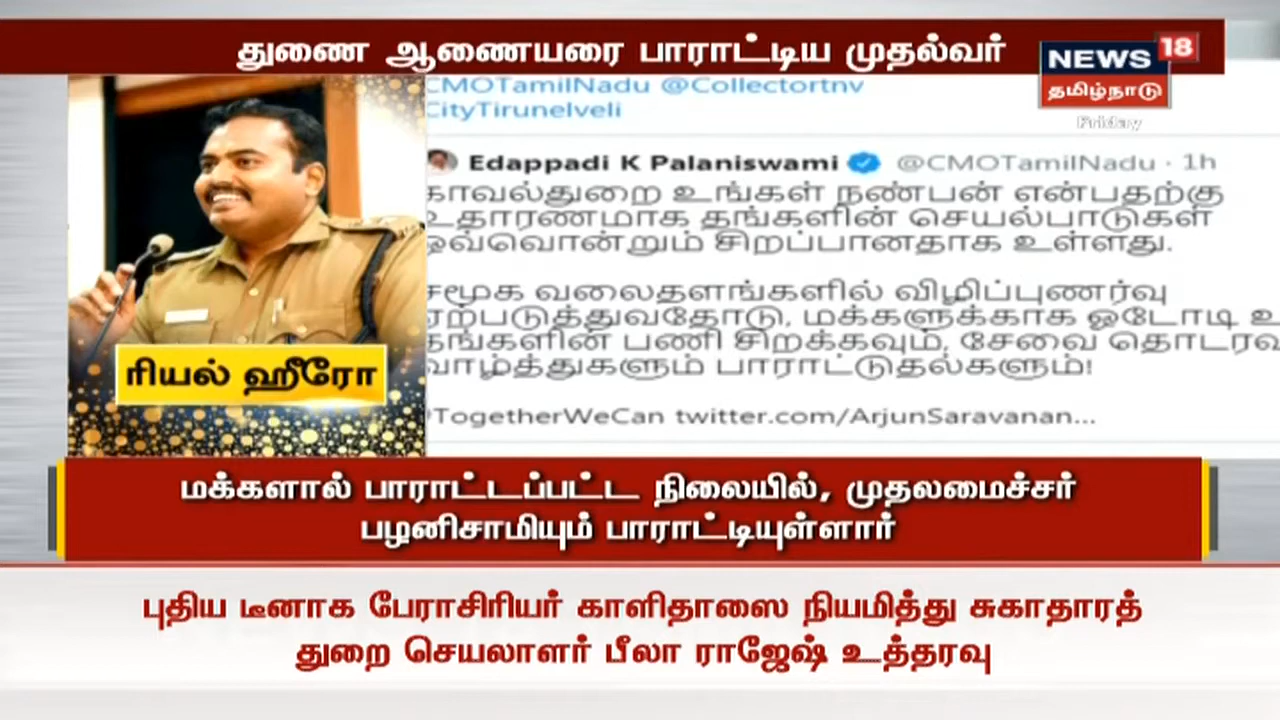 துணை ஆணையரை பாராட்டிய முதல்வர்
NEWS 18
தமிழ்நாடு
Friday
CMOTamilNadu @Collectortnv
CityTirunelveli
Edappadi K Palaniswami @CMOTamilNadu · 1h
காவல்துறை உங்கள் நண்பன் என்பதற்கு
உதாரணமாக தங்களின் செயல்பாடுகள்
ஒவ்வொன்றும் சிறப்பானதாக உள்ளது.
சமூக வலைதளங்களில் விழிப்புணர்வு
ஏற்படுத்துவதோடு, மக்களுக்காக ஓடோடி உ
தங்களின் பணி சிறக்கவும், சேவை தொடரவ
வாழ்த்துகளும் பாராட்டுதல்களும்!
TogetherWeCan twitter.com/ArjunSaravanan...
ரியல் ஹீரோ
மக்களால் பாராட்டப்பட்ட நிலையில், முதலமைச்சர்
பழனிசாமியும் பாராட்டியுள்ளார்
புதிய டீனாக பேராசிரியர் காளிதாஸை நியமித்து சுகாதாரத்
துறை செயலாளர் பீலா ராஜேஷ் உத்தரவு